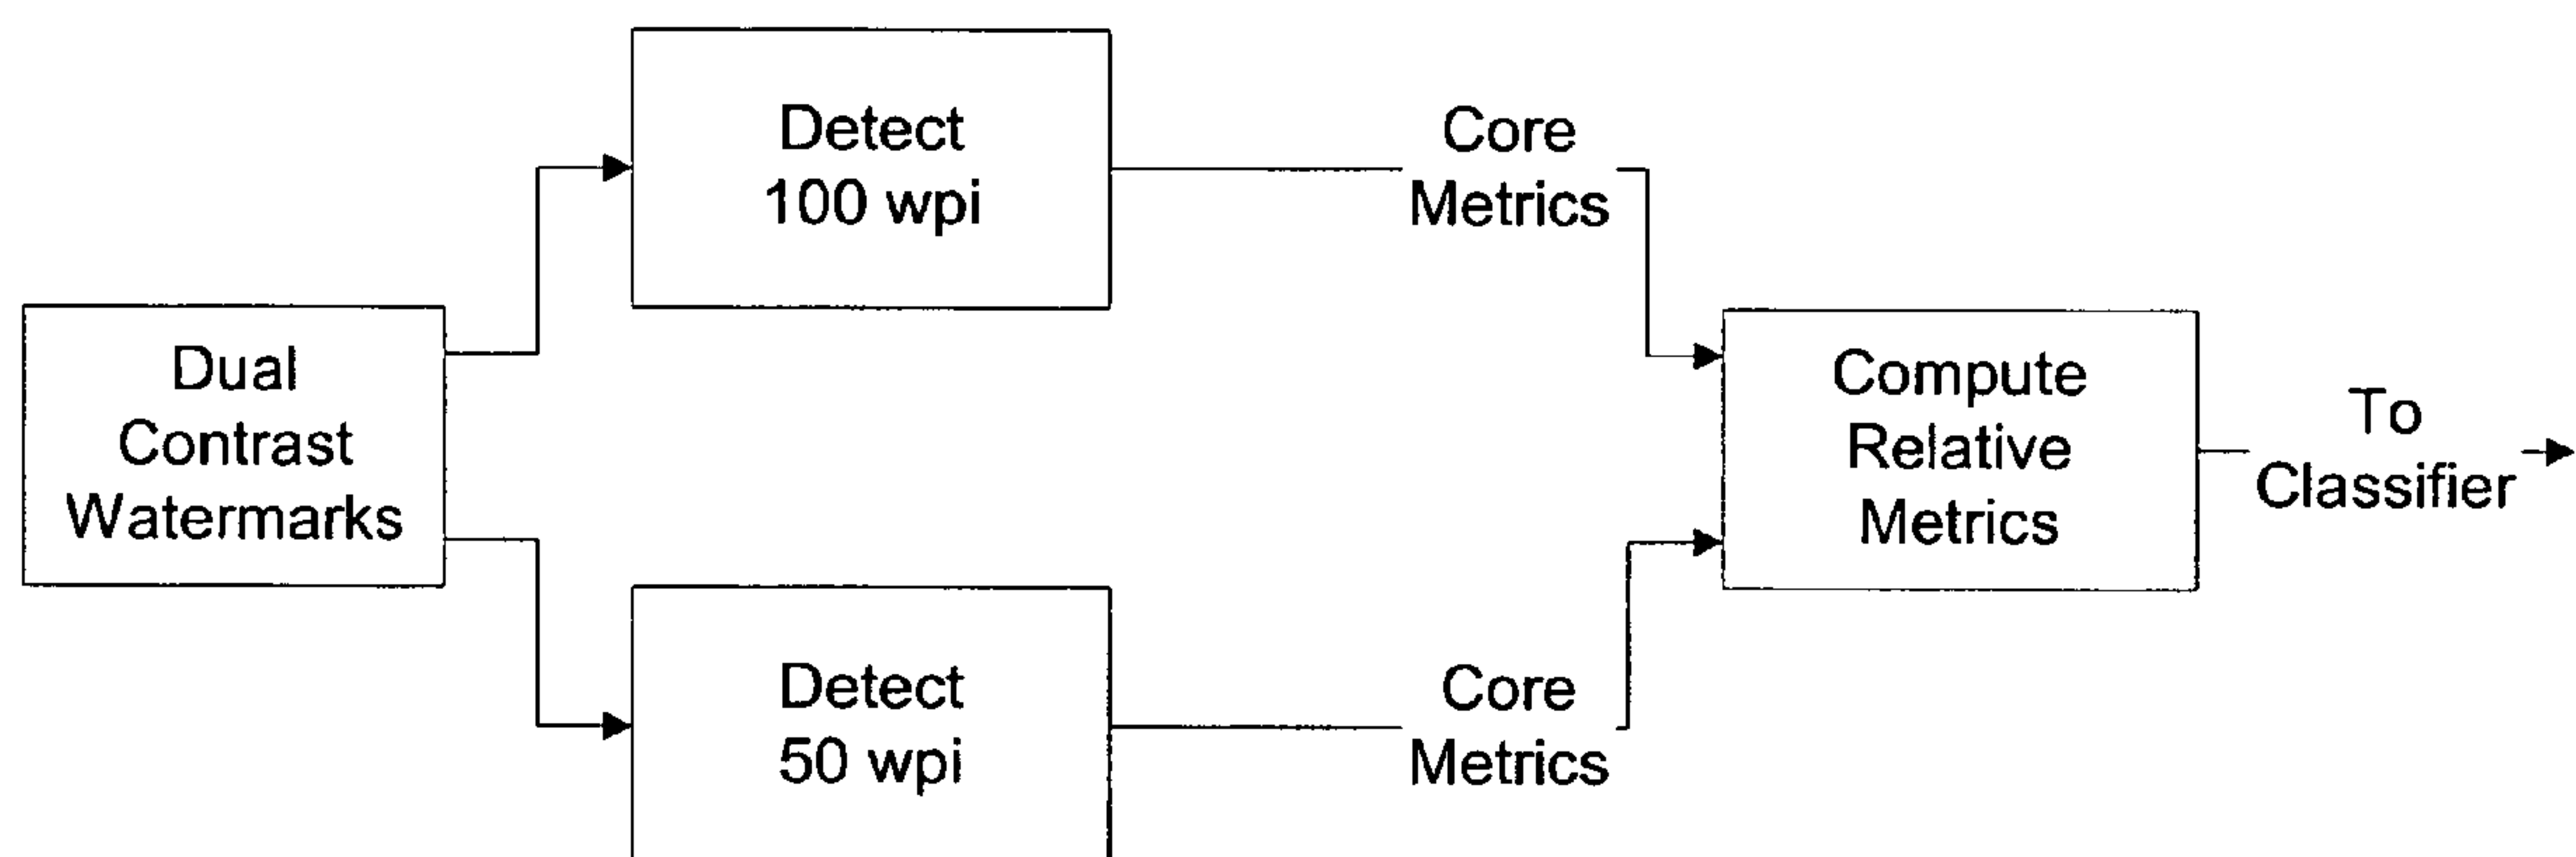 Detect
100 wpi
Core
Metrics
Dual
Contrast
Watermarks
Compute
Relative
Metrics
To
Classifier
Detect
50 wpi
Core
Metrics